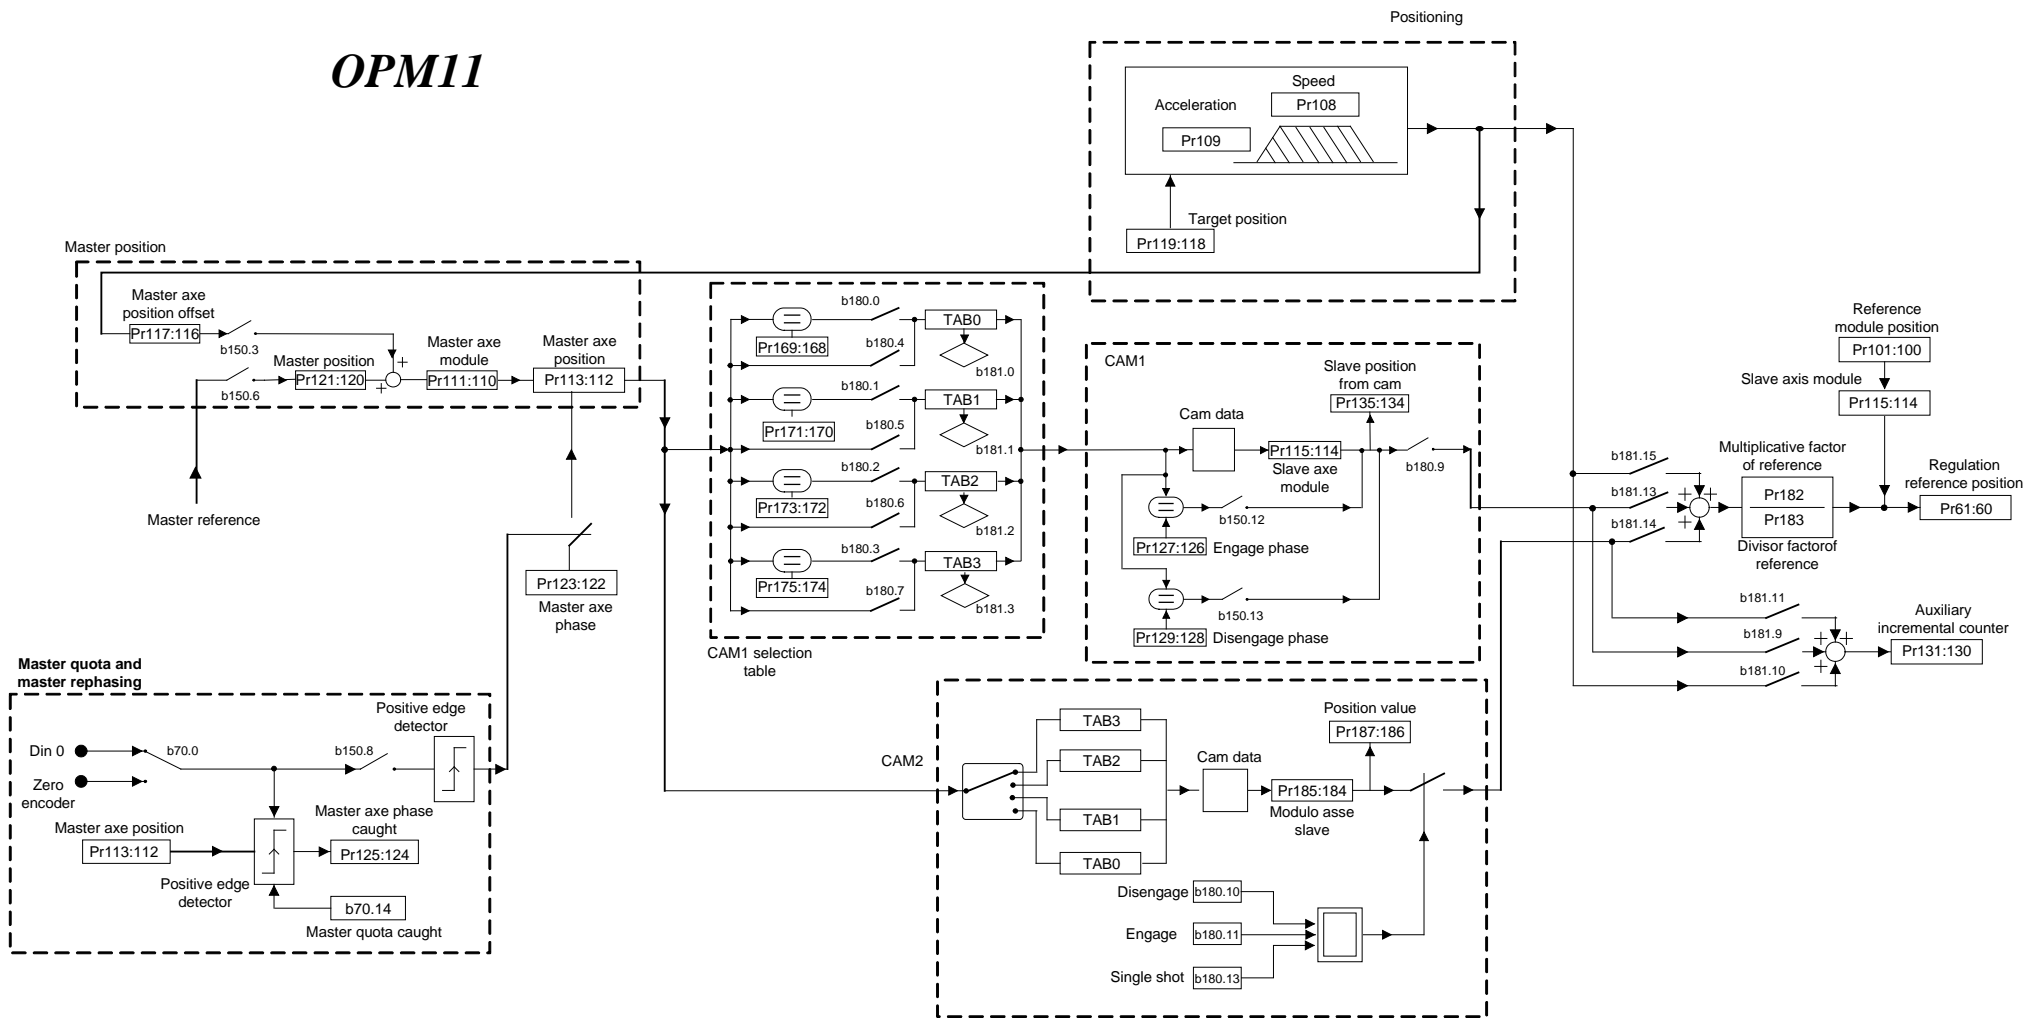 OPM11
Positioning
Speed
Pr108
Acceleration
Pr109
Target position
Pr119:118
Master position
Master axe
position offset
Pr117:116
b150.3
Master position
Pr121:120
b150.6
+
+
Master axe
module
Pr111:110
Master axe
position
Pr113:112
Master reference
Pr123:122
Master axe
phase
b180.0
TAB0
Pr169:168
b180.4
b181.0
b180.1
TAB1
Pr171:170
b180.5
b181.1
b180.2
TAB2
Pr173:172
b180.6
b181.2
b180.3
TAB3
Pr175:174
b180.7
b181.3
CAM1 selection
table
CAM1
Slave position
from cam
Pr135:134
Cam data
Pr115:114
Slave axe
module
b180.9
b150.12
Pr127:126
Engage phase
b150.13
Pr129:128
Disengage phase
Reference
module position
Pr101:100
Slave axis module
Pr115:114
b181.15
b181.13
b181.14
+
+
+
Multiplicative factor
of reference
Pr182
Pr183
Divisor factorof
reference
Regulation
reference position
Pr61:60
b181.11
b181.9
b181.10
+
+
+
Auxiliary
incremental counter
Pr131:130
Master quota and
master rephasing
Din 0
b70.0
b150.8
Positive edge
detector
Zero
encoder
Master axe position
Pr113:112
Master axe phase
caught
Pr125:124
Positive edge
detector
b70.14
Master quota caught
CAM2
TAB3
TAB2
TAB1
TAB0
Cam data
Position value
Pr187:186
Pr185:184
Modulo asse
slave
Disengage
b180.10
Engage
b180.11
Single shot
b180.13